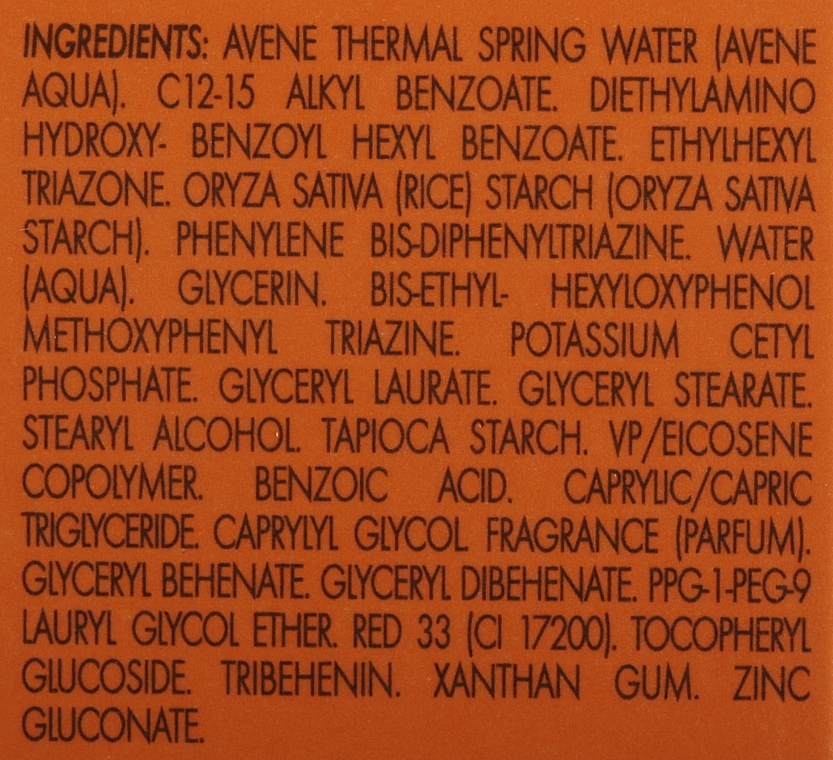 INGREDIENTS: AVENE THERMAL SPRING WATER (AVENE
AQUA). C12-15 ALKYL BENZOATE. DIETHYLAMINO
HYDROXY- BENZOYL HEXYL BENZOATE. ETHYLHEXYL
TRIAZONE. ORYZA SATIVA (RICE) STARCH (ORYZA SATIVA
STARCH). PHENYLENE BIS-DIPHENYLTRIAZINE. WATER
(AQUA). GLYCERIN. BIS-ETHYL- HEXYLOXYPHENOL
METHOXYPHENYL TRIAZINE. POTASSIUM CETYL
PHOSPHATE. GLYCERYL LAURATE. GLYCERYL STEARATE.
STEARYL ALCOHOL. TAPIOCA STARCH. VP/EICOSENE
COPOLYMER. BENZOIC ACID. CAPRYLIC/CAPRIC
TRIGLYCERIDE. CAPRYLYL GLYCOL FRAGRANCE (PARFUM).
GLYCERYL BEHENATE. GLYCERYL DIBEHENATE. PPG-1-PEG-9
LAURYL GLYCOL ETHER. RED 33 (CI 17200). TOCOPHERYL
GLUCOSIDE. TRIBEHENIN. XANTHAN GUM. ZINC
GLUCONATE.